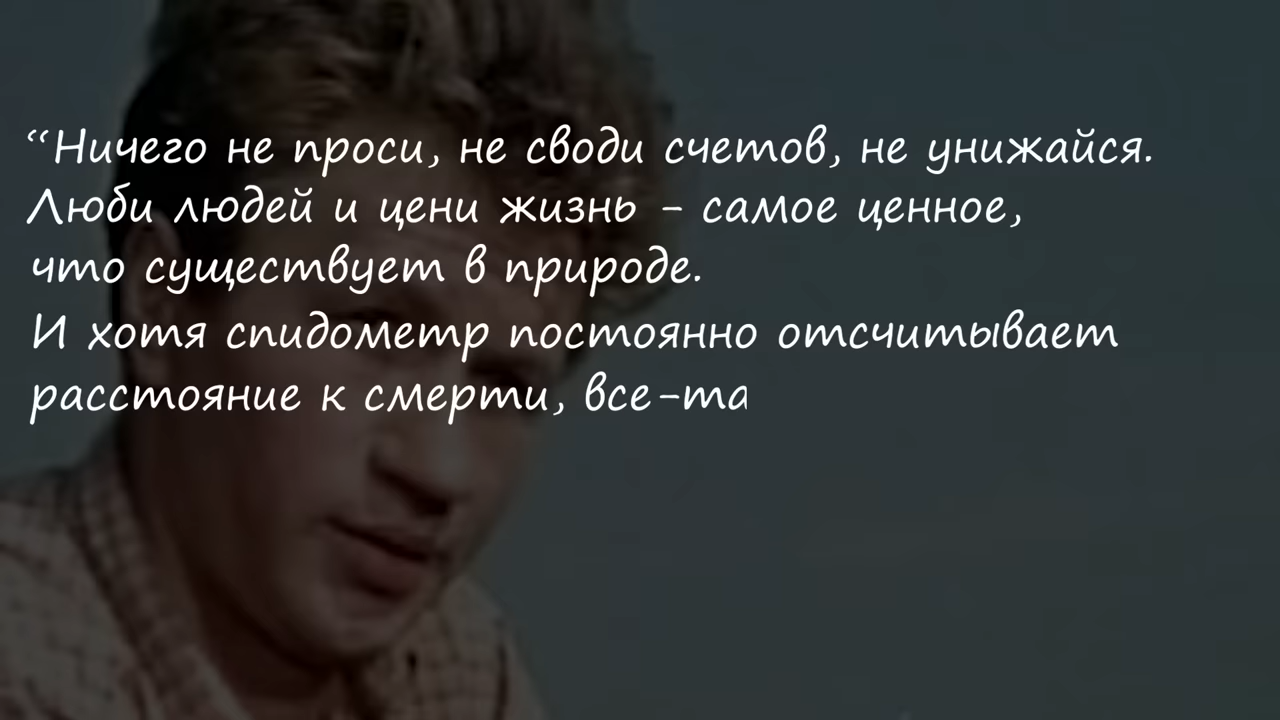 “Ничего не проси, не своди счетов, не унижайся.
Люби людей и цени жизнь - самое ценное,
что существует в природе.
И хотя спидометр постоянно отсчитывает
расстояние к смерти, все-та